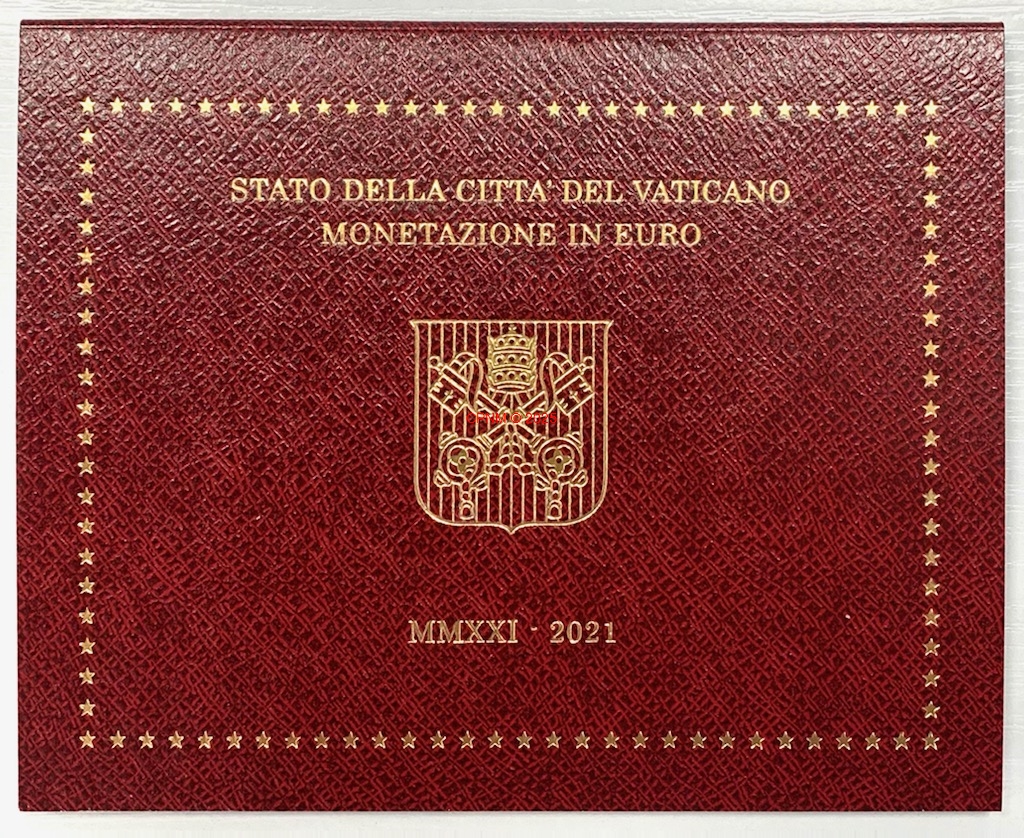 STATO DELLA CITTA' DEL VATICANO
MONETAZIONE IN EURO
MMXXI - 2021